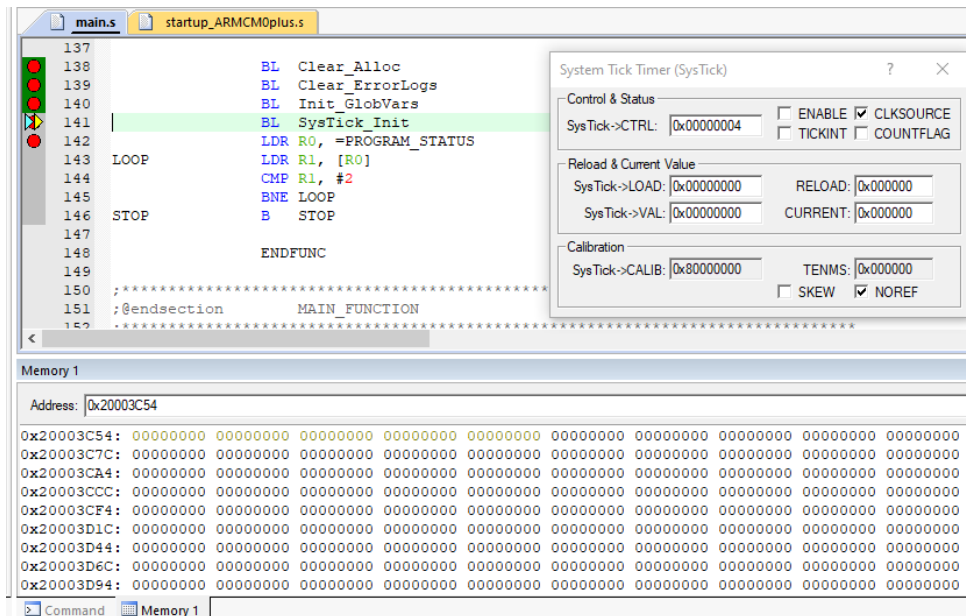 main.s startup_ARMCM0plus.s
137
138 BL Clear_Alloc
139 BL Clear_ErrorLogs
140 BL Init_GlobVars
141 BL SysTick_Init
142 LDR R0, =PROGRAM_STATUS
143 LOOP LDR R1, [R0]
144 CMP R1, #2
145 BNE LOOP
146 STOP B STOP
147
148 ENDFUNC
149
150 ;*****************************************************
151 ;@endsection MAIN_FUNCTION
152 ;*******************************************************************************************
System Tick Timer (SysTick) ? ×
Control & Status
SysTick->CTRL: 0x00000004 ENABLE CLKSOURCE
TICKINT COUNTFLAG
Reload & Current Value
SysTick->LOAD: 0x00000000 RELOAD: 0x000000
SysTick->VAL: 0x00000000 CURRENT: 0x000000
Calibration
SysTick->CALIB: 0x80000000 TENMS: 0x000000
SKEW NOREF
Memory 1
Address: 0x20003C54
0x20003C54: 00000000 00000000 00000000 00000000 00000000 00000000 00000000 00000000 00000000 00000000
0x20003C7C: 00000000 00000000 00000000 00000000 00000000 00000000 00000000 00000000 00000000 00000000
0x20003CA4: 00000000 00000000 00000000 00000000 00000000 00000000 00000000 00000000 00000000 00000000
0x20003CCC: 00000000 00000000 00000000 00000000 00000000 00000000 00000000 00000000 00000000 00000000
0x20003CF4: 00000000 00000000 00000000 00000000 00000000 00000000 00000000 00000000 00000000 00000000
0x20003D1C: 00000000 00000000 00000000 00000000 00000000 00000000 00000000 00000000 00000000 00000000
0x20003D44: 00000000 00000000 00000000 00000000 00000000 00000000 00000000 00000000 00000000 00000000
0x20003D6C: 00000000 00000000 00000000 00000000 00000000 00000000 00000000 00000000 00000000 00000000
0x20003D94: 00000000 00000000 00000000 00000000 00000000 00000000 00000000 00000000 00000000 00000000
Command Memory 1